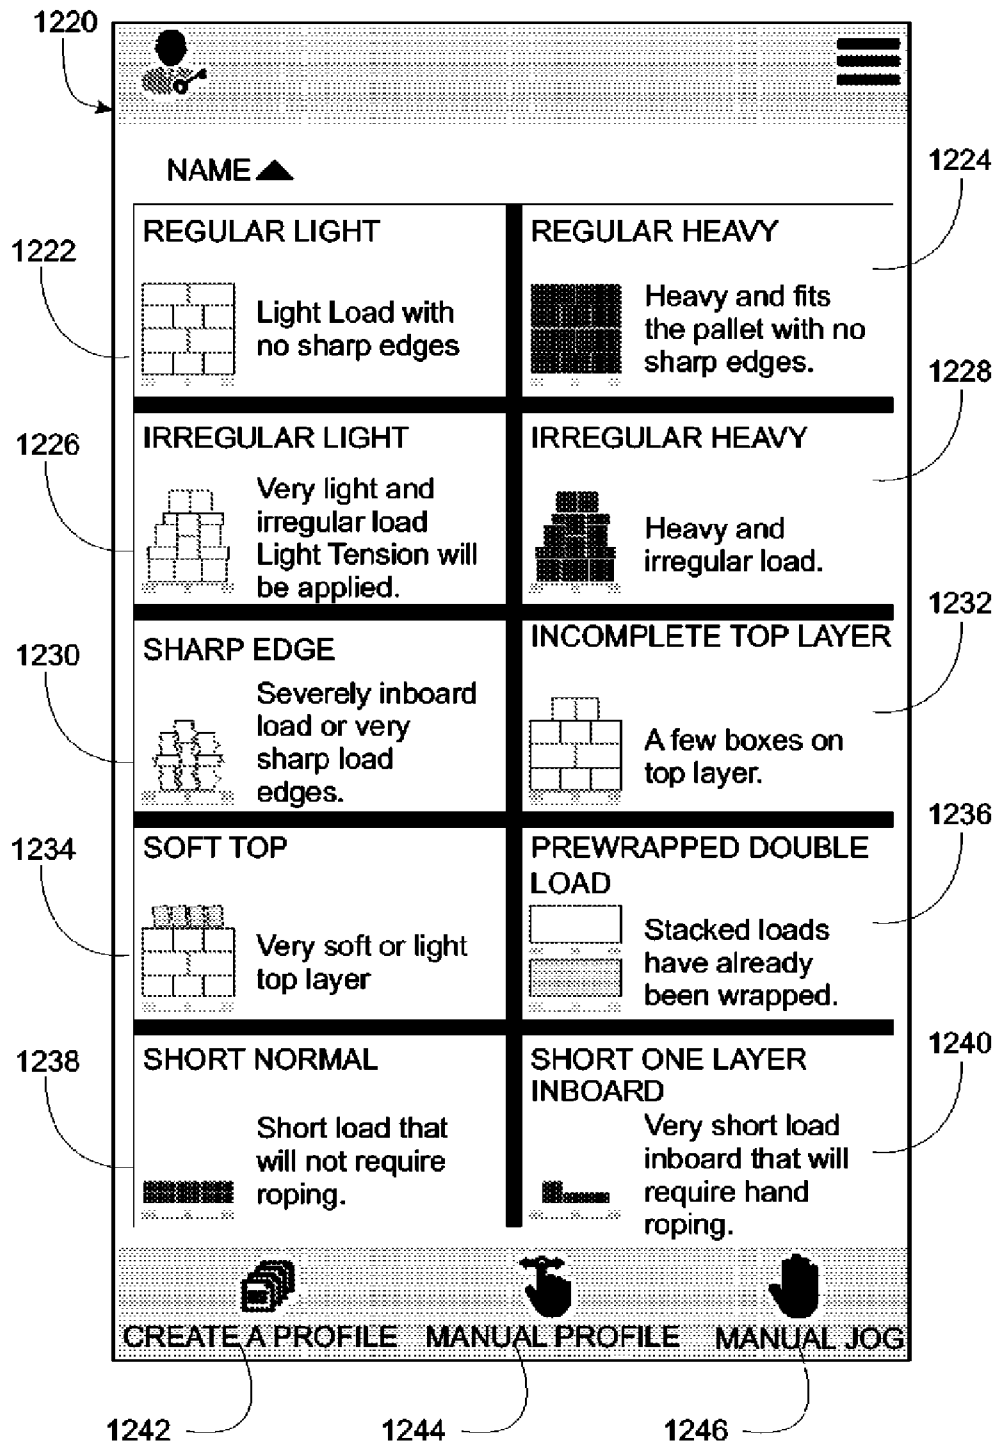 1220
NAME
1224
REGULAR LIGHT
1222
Light Load with
no sharp edges
REGULAR HEAVY
Heavy and fits
the pallet with no
sharp edges.
1228
IRREGULAR LIGHT
1226
Very light and
irregular load
Light Tension will
be applied.
IRREGULAR HEAVY
Heavy and
irregular load.
1232
SHARP EDGE
1230
Severely inboard
load or very
sharp load
edges.
INCOMPLETE TOP LAYER
A few boxes on
top layer.
1236
SOFT TOP
1234
Very soft or light
top layer
PREWRAPPED DOUBLE
LOAD
Stacked loads
have already
been wrapped.
1240
SHORT NORMAL
1238
Short load that
will not require
roping.
SHORT ONE LAYER
INBOARD
Very short load
inboard that will
require hand
roping.
CREATE A PROFILE
MANUAL PROFILE
MANUAL JOG
1242
1244
1246